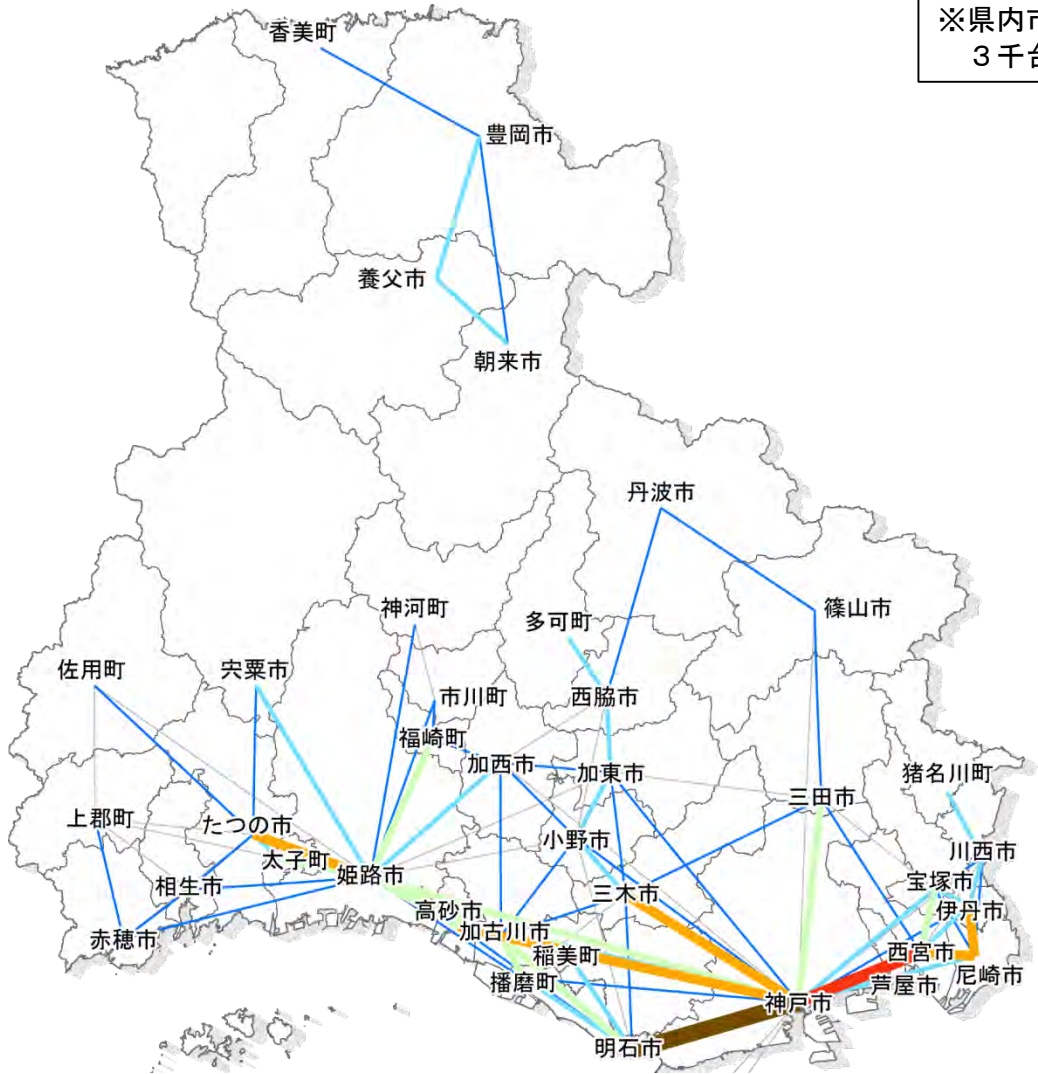 ※県内市
3千台
香美町
豊岡市
養父市
朝来市
丹波市
篠山市
神河町
多可町
佐用町
宍粟市
市川町
西脇市
福崎町
加西市
加東市
猪名川町
三田市
上郡町
たつの市
小野市
太子町
川西市
姫路市
宝塚市
相生市
三木市
高砂市
伊丹市
赤穂市
加古川市
稲美町
西宮市
尼崎市
播磨町
芦屋市
神戸市
明石市